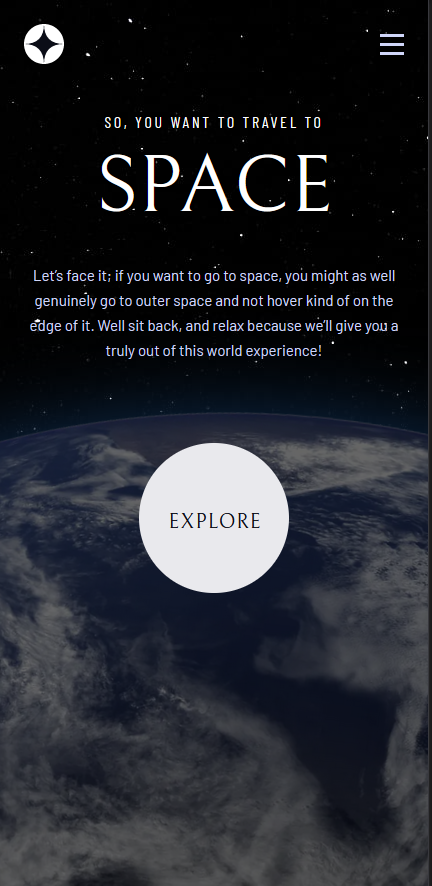 SO, YOU WANT TO TRAVEL TO
SPACE
Let’s face it; if you want to go to space, you might as well
genuinely go to outer space and not hover kind of on the
edge of it. Well sit back, and relax because we’ll give you a
truly out of this world experience!
EXPLORE